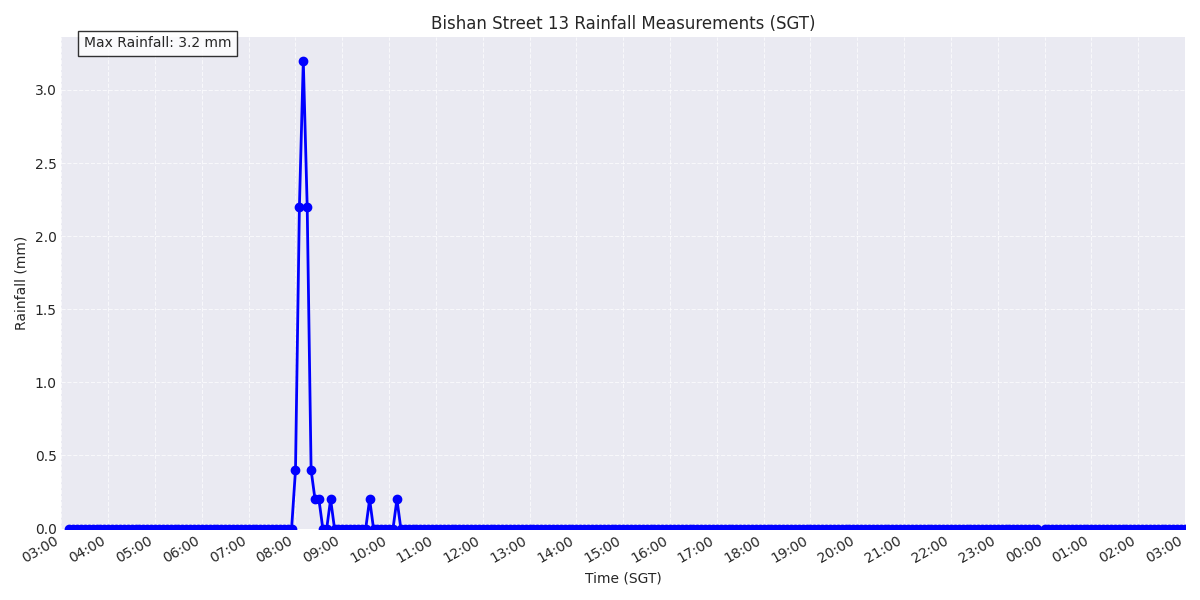 Bishan Street 13 Rainfall Measurements (SGT)
Max Rainfall: 3.2 mm
3.0
2.5
2.0
1.5
1.0
0.5
0.0
Rainfall (mm)
03:00 04:00 05:00 06:00 07:00 08:00 09:00 10:00 11:00 12:00 13:00 14:00 15:00 16:00 17:00 18:00 19:00 20:00 21:00 22:00 23:00 00:00 01:00 02:00 03:00
Time (SGT)